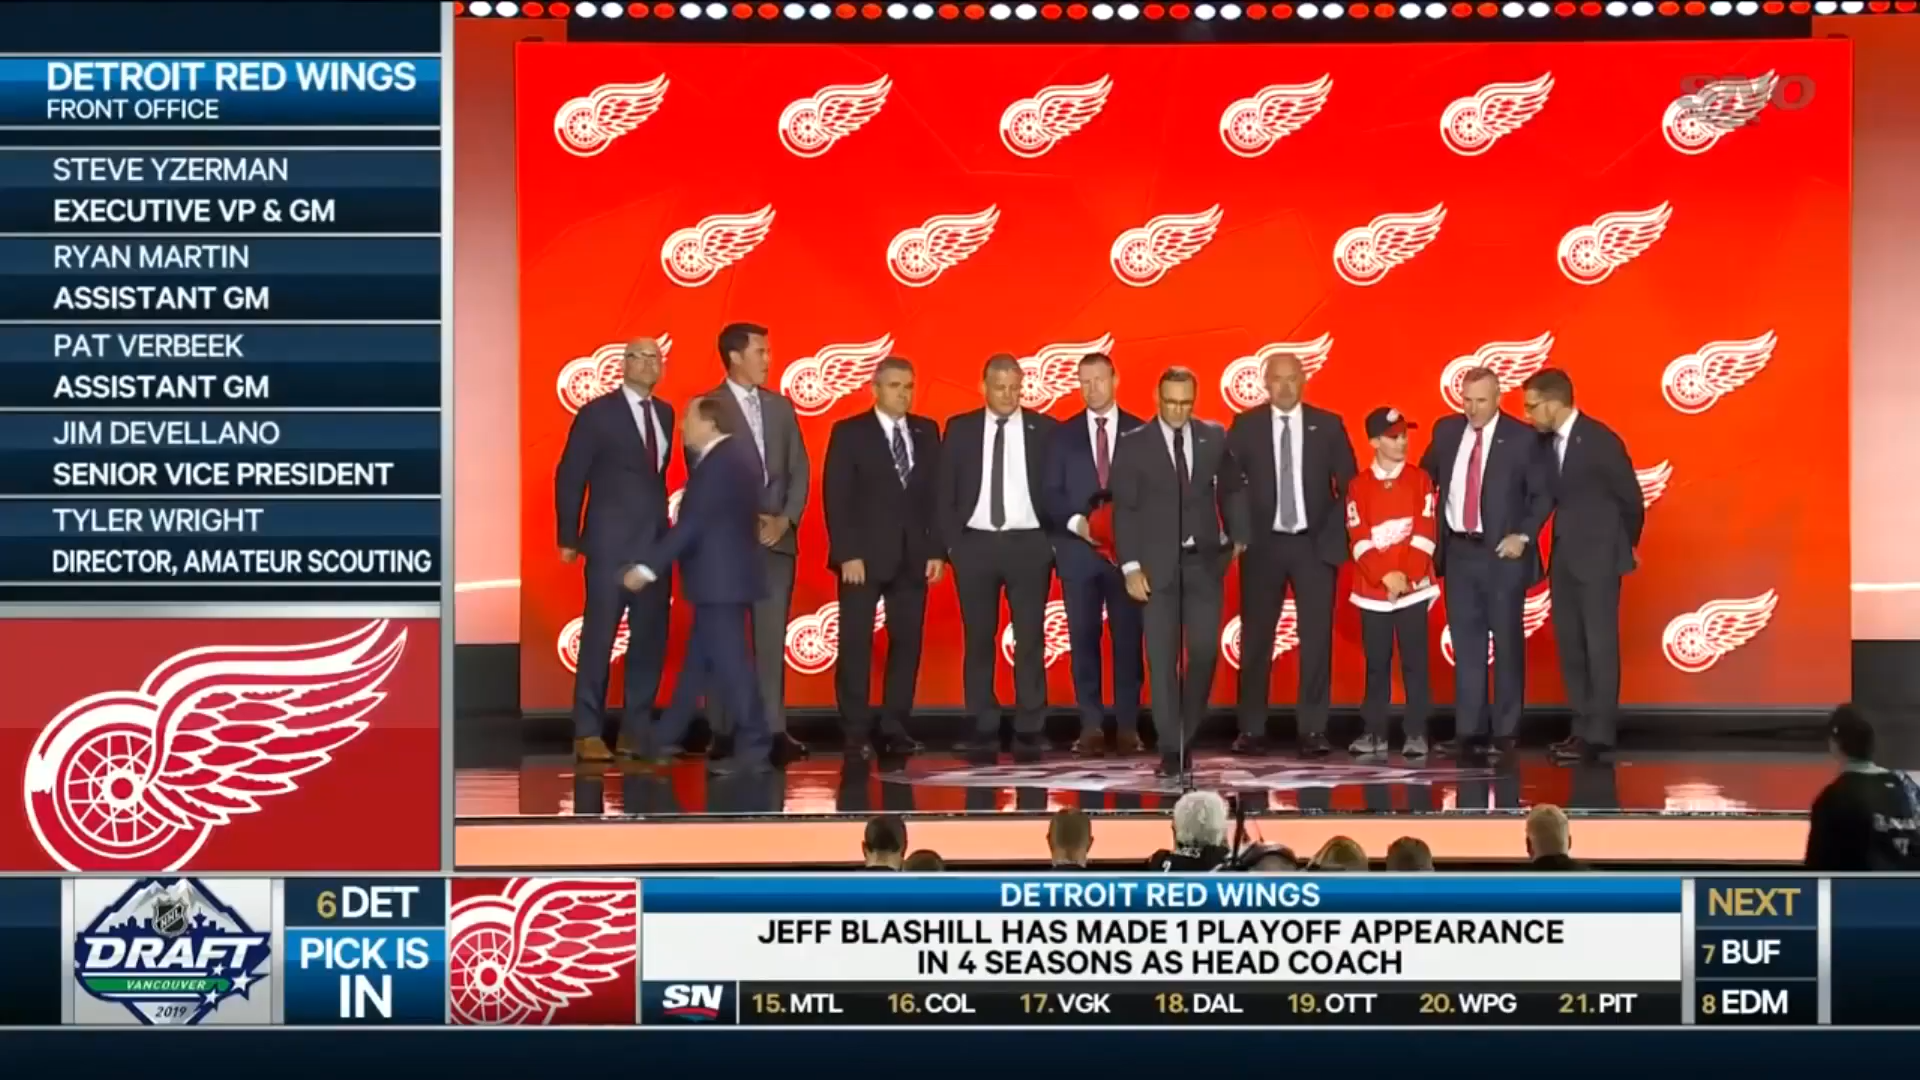 DETROIT RED WINGS
FRONT OFFICE
STEVE YZERMAN
EXECUTIVE VP & GM
RYAN MARTIN
ASSISTANT GM
PAT VERBEEK
ASSISTANT GM
JIM DEVELLANO
SENIOR VICE PRESIDENT
TYLER WRIGHT
DIRECTOR, AMATEUR SCOUTING
SNO
NHL
DRAFT
VANCOUVER
2019
6 DET
PICK IS
IN
DETROIT RED WINGS
JEFF BLASHILL HAS MADE 1 PLAYOFF APPEARANCE
IN 4 SEASONS AS HEAD COACH
SN
15. MTL 16. COL 17. VGK 18. DAL 19. OTT 20. WPG 21. PIT
NEXT
7 BUF
8 EDM